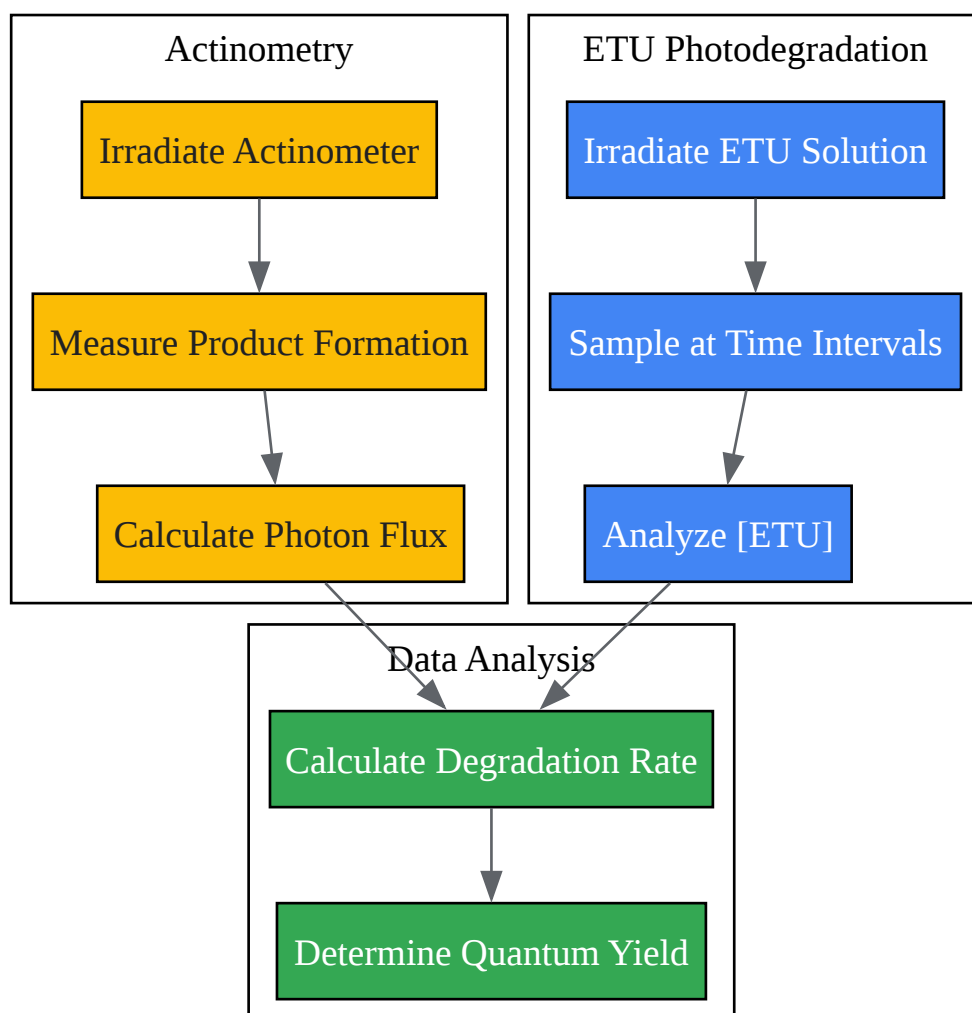 Actinometry
Irradiate Actinometer
Measure Product Formation
Calculate Photon Flux
ETU Photodegradation
Irradiate ETU Solution
Sample at Time Intervals
Analyze [ETU]
Data Analysis
Calculate Degradation Rate
Determine Quantum Yield